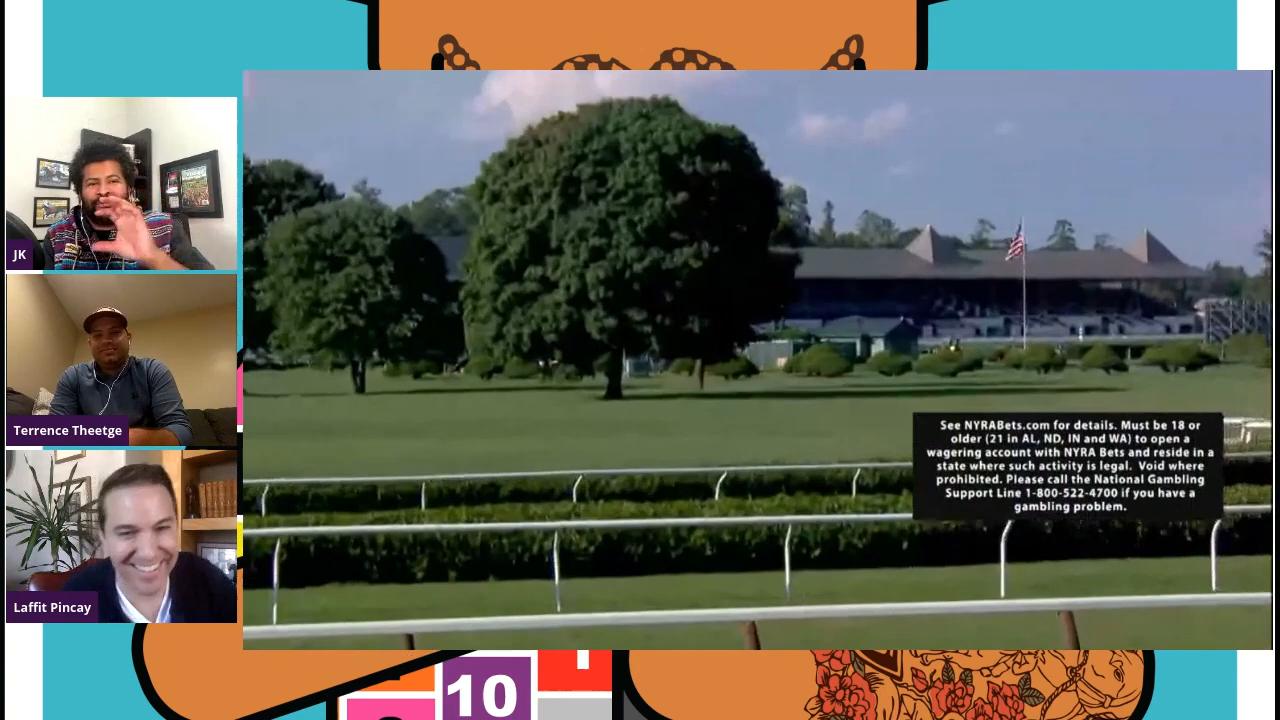 JK
Terrence Theetge
Laffit Pincay
See NYRABets.com for details. Must be 18 or
older (21 in AL, ND, IN and WA) to open a
wagering account with NYRA Bets and reside in a
state where such activity is legal.  Void where
prohibited. Please call the National Gambling
Support Line 1-800-522-4700 if you have a
gambling problem.
10